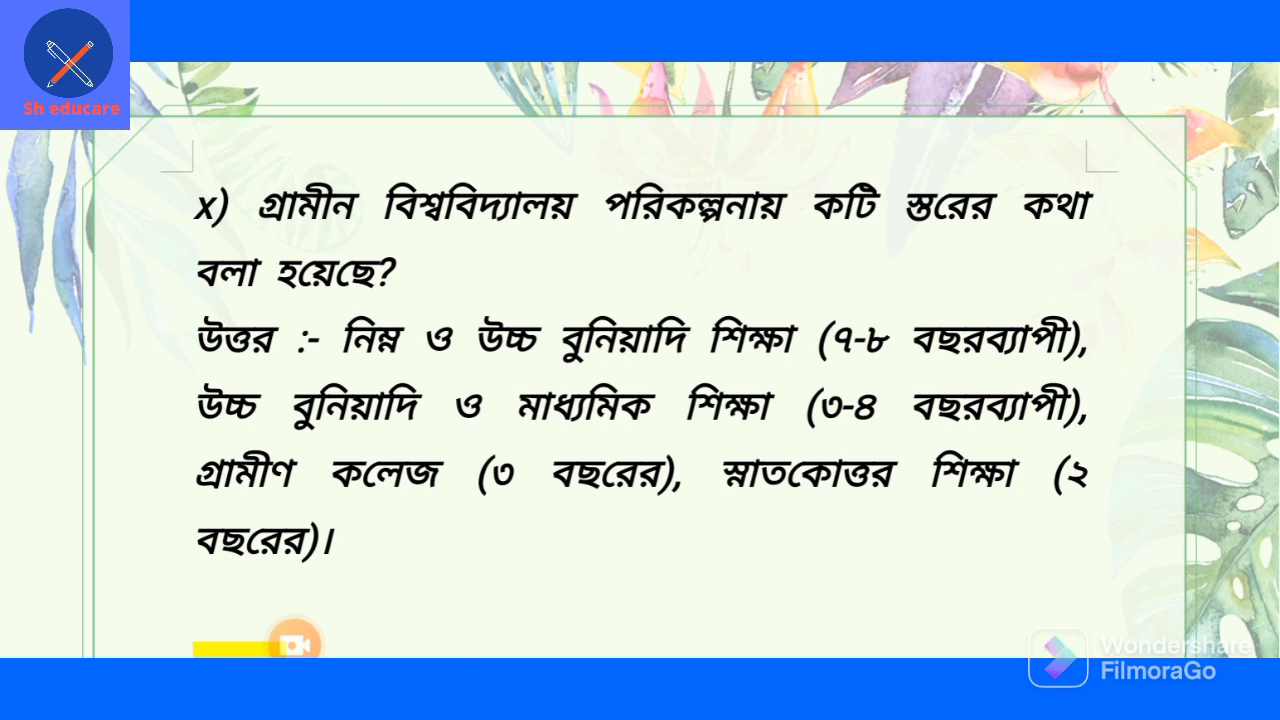 Sh educare
x) গ্রামীন বিশ্ববিদ্যালয় পরিকল্পনায় কটি স্তরের কথা
বলা হয়েছে?
উত্তর :- নিম্ন ও উচ্চ বুনিয়াদি শিক্ষা (৭-৮ বছরব্যাপী),
উচ্চ বুনিয়াদি ও মাধ্যমিক শিক্ষা (৩-৪ বছরব্যাপী),
গ্রামীণ কলেজ (৩ বছরের), স্নাতকোত্তর শিক্ষা (২
বছরের)।
Wondershare
FilmoraGo